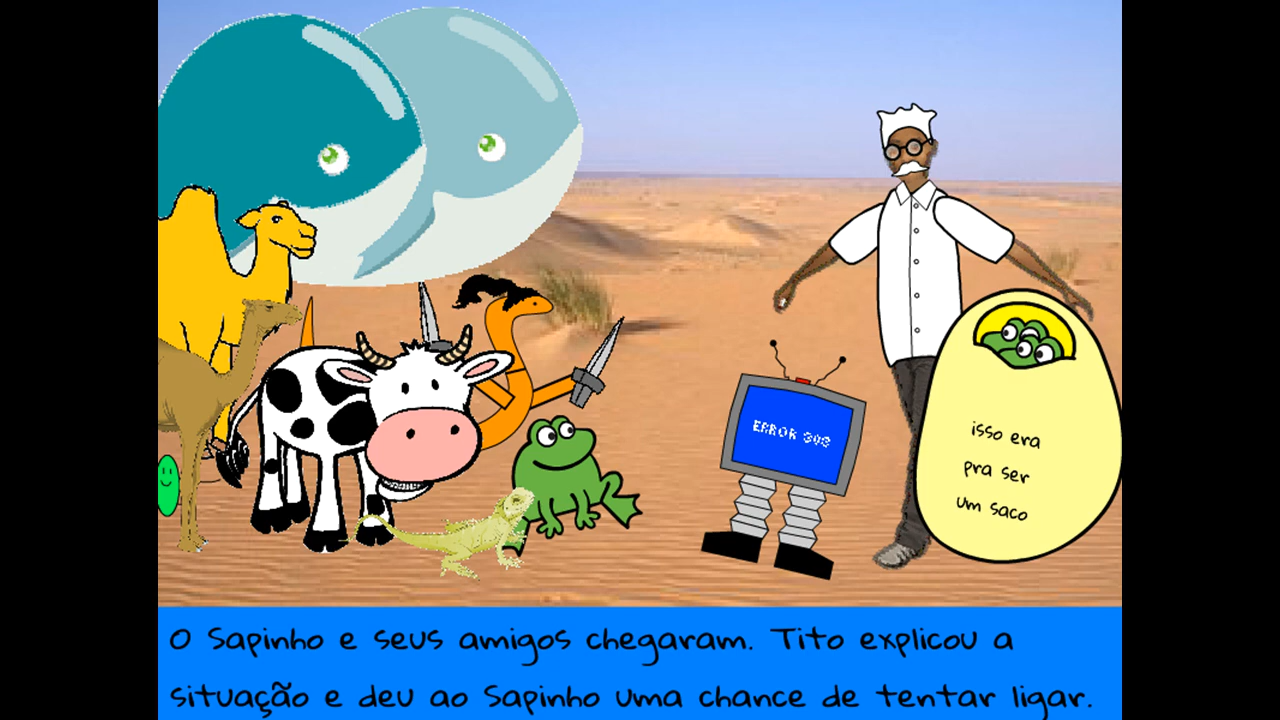 ERROR 303
isso era
pra ser
um saco
O Sapinho e seus amigos chegaram. Tito explicou a
situação e deu ao Sapinho uma chance de tentar ligar.